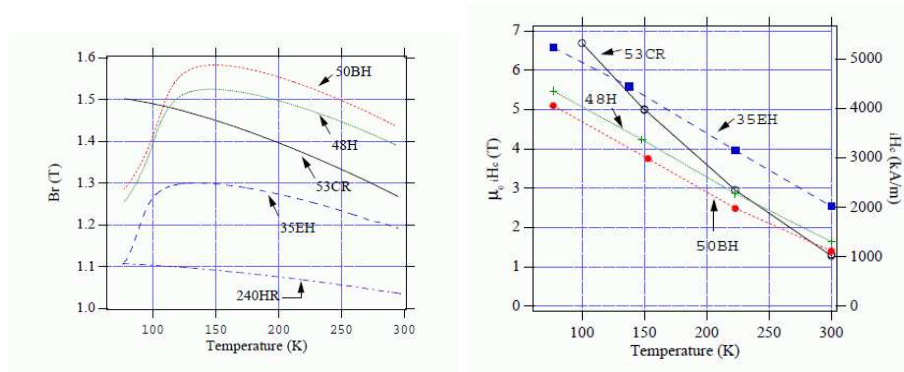 1.6
1.5
1.4
1.3
1.2
1.1
1.0
Br (T)
50BH
48H
53CR
35EH
240HR
100 150 200 250 300
Temperature (K)
7
6
5
4
3
2
1
0
μ₀ iHc (T)
53CR
48H
35EH
50BH
5000
4000
3000
2000
1000
0
iHc (kA/m)
100 150 200 250 300
Temperature (K)